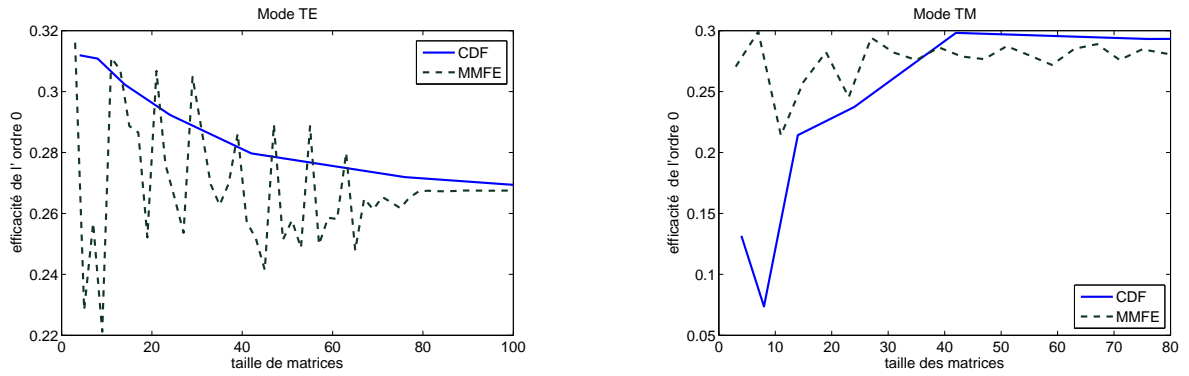 Mode TE
0.32
0.3
0.28
0.26
0.24
0.22
efficacité de l' ordre 0
0
20
40
60
80
100
taille de matrices
CDF
MMFE
Mode TM
0.3
0.25
0.2
0.15
0.1
0.05
efficacité de l'ordre 0
0
10
20
30
40
50
60
70
80
taille des matrices
CDF
MMFE